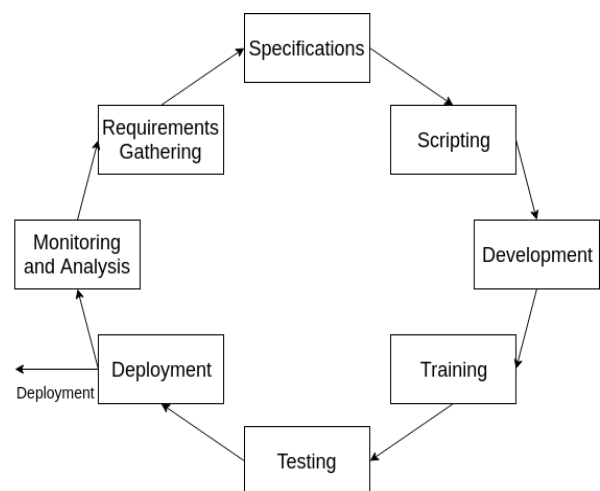 Specifications
Requirements
Gathering
Scripting
Monitoring
and Analysis
Development
Deployment
Deployment
Training
Testing